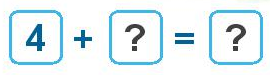 4 + ? = ?